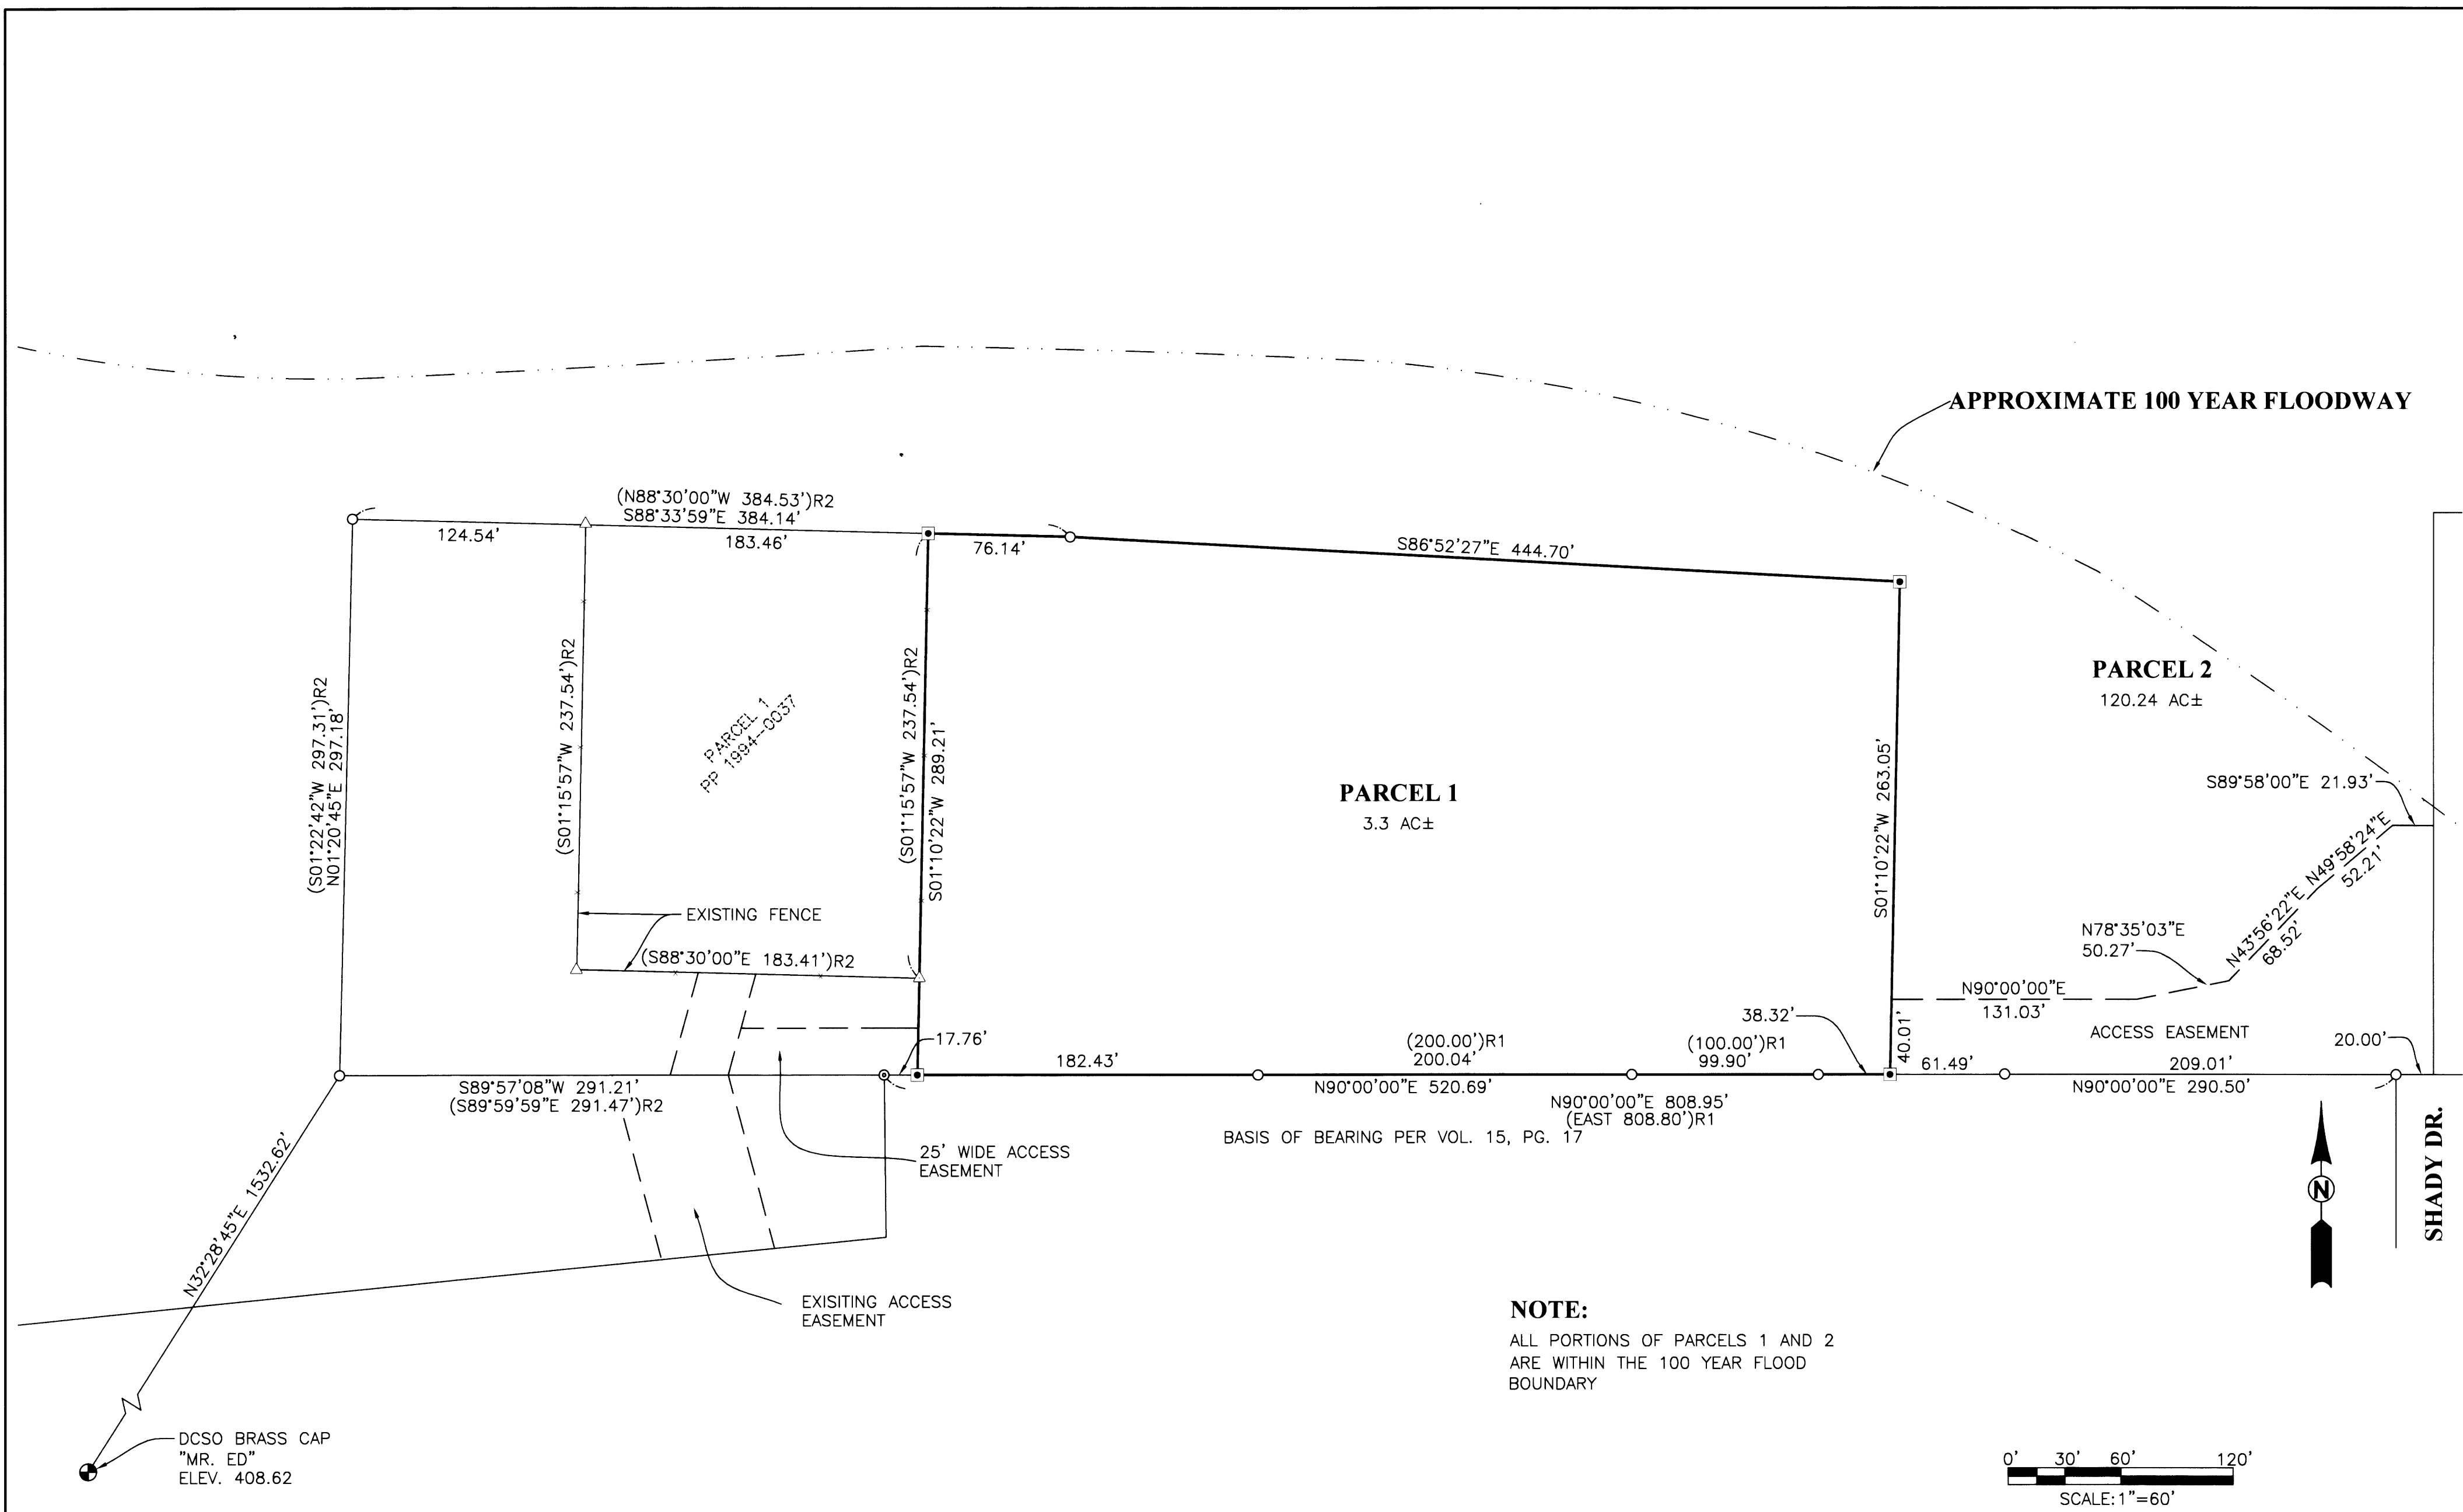 APPROXIMATE 100 YEAR FLOODWAY
(N88°30'00"W 384.53')R2
S88°33'59"E 384.14'
124.54'
183.46'
76.14'
S86°52'27"E 444.70'
(S01°22'42"W 297.31')R2
N01°20'45"E 297.18'
(S01°15'57"W 237.54')R2
PARCEL 1
PP 1994-0037
(S01°15'57"W 237.54')R2
S01°10'22"W 289.21'
PARCEL 1
3.3 AC±
S01°10'22"W 263.05'
PARCEL 2
120.24 AC±
S89°58'00"E 21.93'
N49°58'24"E
52.21'
N43°56'22"E
68.52'
N78°35'03"E
50.27'
N90°00'00"E
131.03'
ACCESS EASEMENT
EXISTING FENCE
(S88°30'00"E 183.41')R2
17.76'
182.43'
(200.00')R1
200.04'
(100.00')R1
99.90'
38.32'
40.01'
61.49'
209.01'
20.00'
S89°57'08"W 291.21'
(S89°59'59"E 291.47')R2
N90°00'00"E 520.69'
N90°00'00"E 808.95'
(EAST 808.80')R1
BASIS OF BEARING PER VOL. 15, PG. 17
N90°00'00"E 290.50'
SHADY DR.
N
25' WIDE ACCESS
EASEMENT
N32°28'45"E 1532.62'
EXISITING ACCESS
EASEMENT
NOTE:
ALL PORTIONS OF PARCELS 1 AND 2
ARE WITHIN THE 100 YEAR FLOOD
BOUNDARY
DCSO BRASS CAP
"MR. ED"
ELEV. 408.62
0' 30' 60' 120'
SCALE: 1"=60'